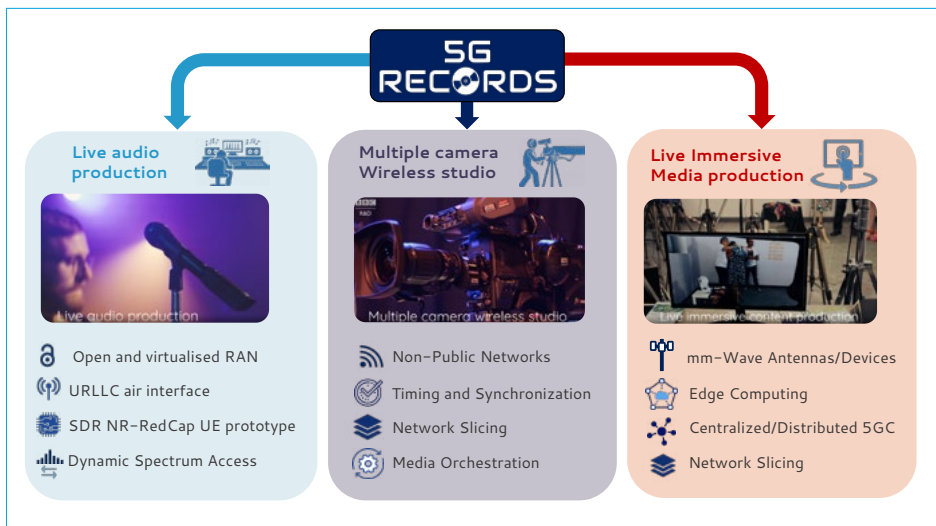 5G
RECORDS
Live audio
production
Live audio production
Open and virtualised RAN
URLLC air interface
SDR NR-RedCap UE prototype
Dynamic Spectrum Access
Multiple camera
Wireless studio
BBC
R&D
Multiple camera wireless studio
Non-Public Networks
Timing and Synchronization
Network Slicing
Media Orchestration
Live Immersive
Media production
Live immersive content production
mm-Wave Antennas/Devices
Edge Computing
Centralized/Distributed 5GC
Network Slicing